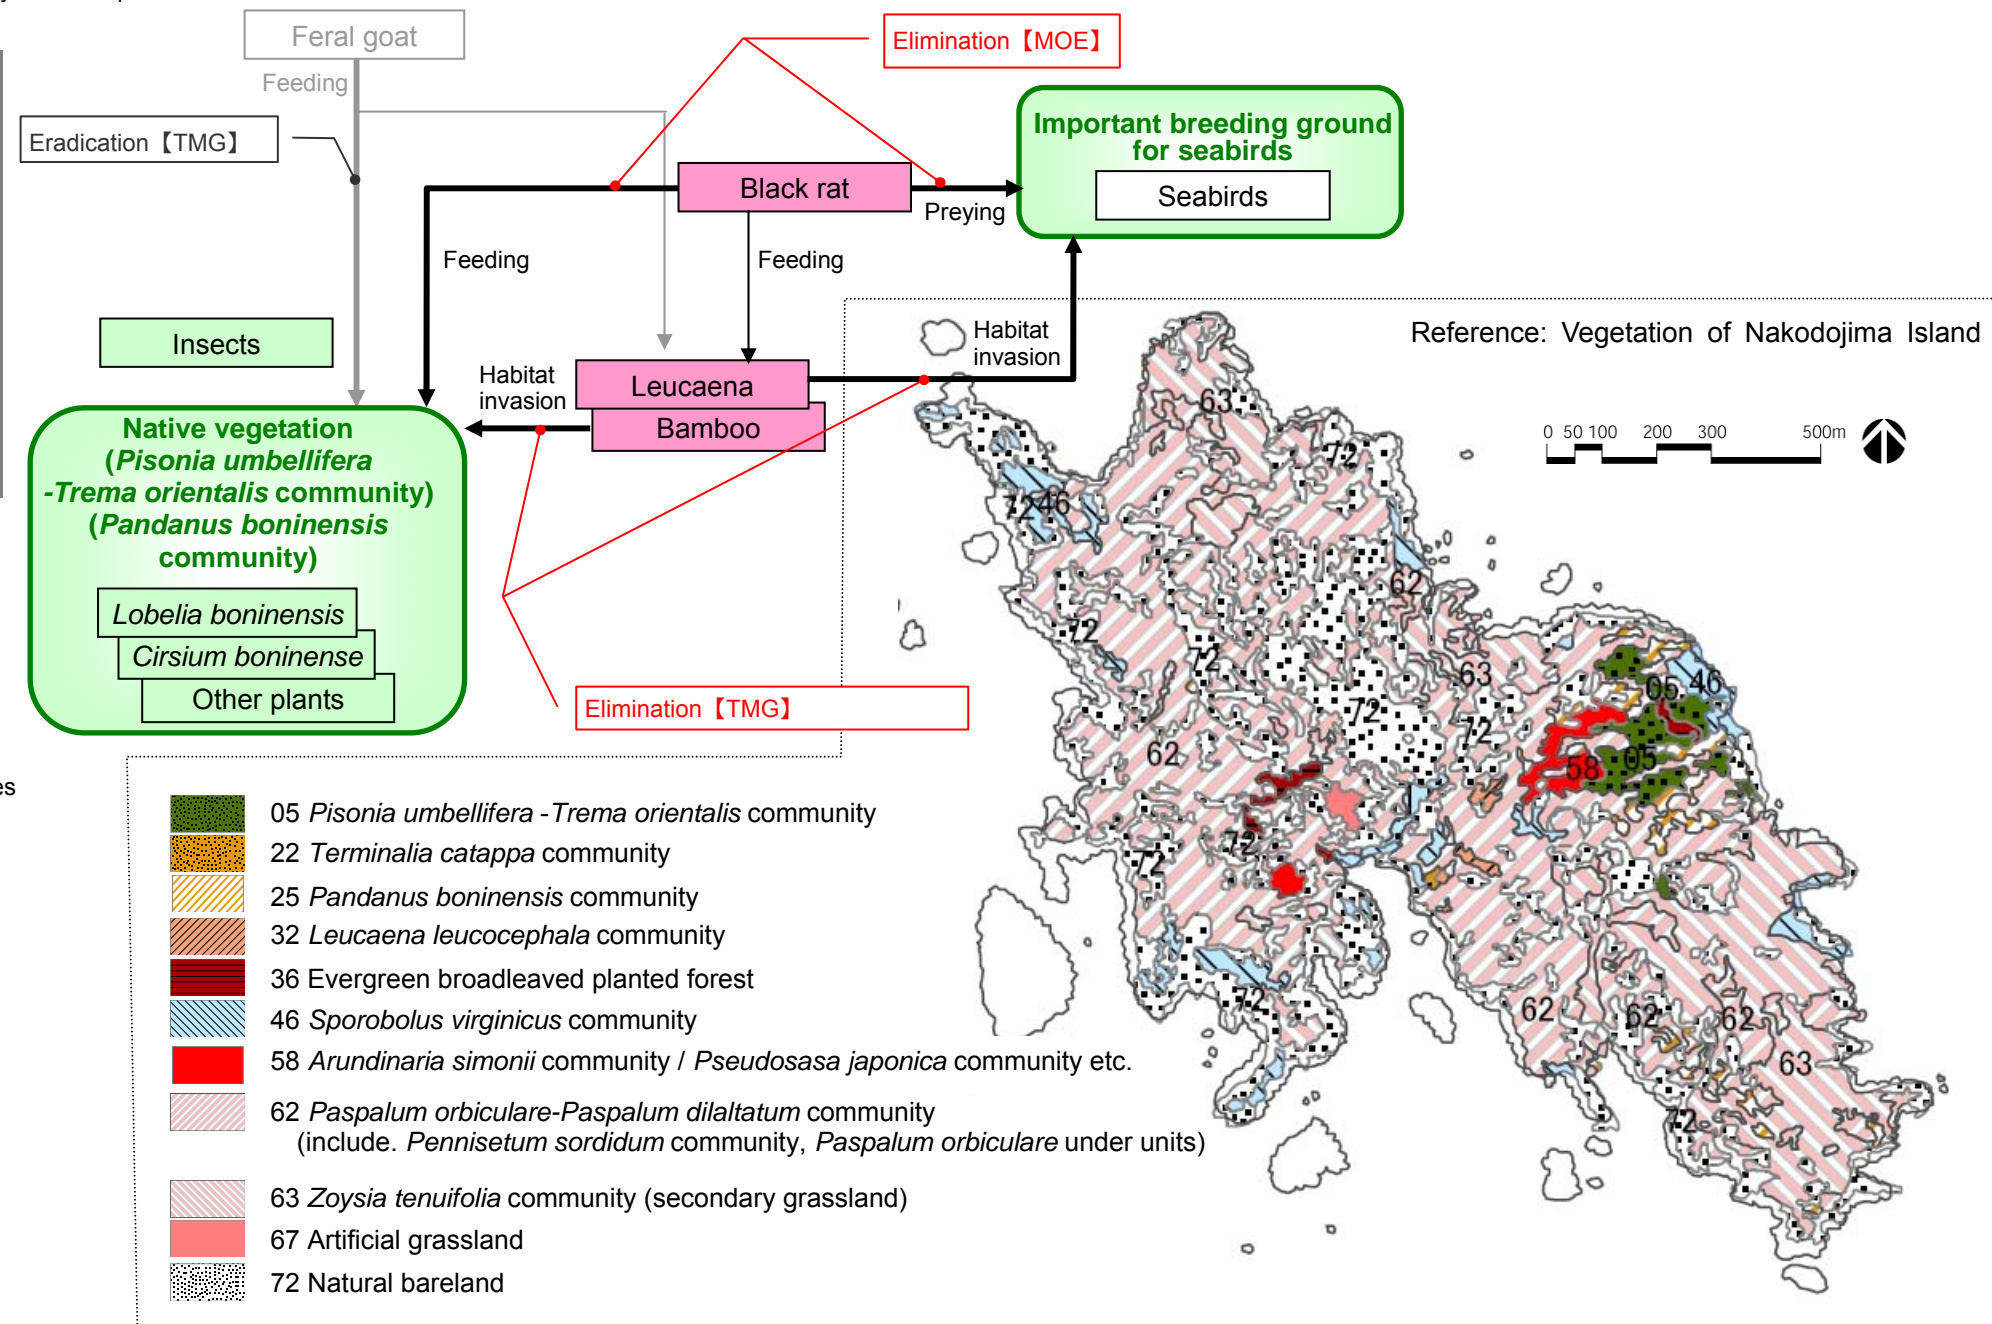 Feral goat
Feeding
Elimination【MOE】
Eradication【TMG】
Important breeding ground
for seabirds
Seabirds
Black rat
Preying
Feeding
Feeding
Insects
Habitat
invasion
Reference: Vegetation of Nakodojima Island
Habitat
invasion
Leucaena
Bamboo
0 50 100 200 300 500m
Native vegetation
(Pisonia umbellifera
-Trema orientalis community)
(Pandanus boninensis
community)
Lobelia boninensis
Cirsium boninense
Other plants
Elimination【TMG】
63
72
72
46
62
72
72
63
05
46
72
72
62
05
58
72
72
72
62
62
62
63
72
es
05 Pisonia umbellifera -Trema orientalis community
22 Terminalia catappa community
25 Pandanus boninensis community
32 Leucaena leucocephala community
36 Evergreen broadleaved planted forest
46 Sporobolus virginicus community
58 Arundinaria simonii community / Pseudosasa japonica community etc.
62 Paspalum orbiculare-Paspalum dilaltatum community
(include. Pennisetum sordidum community, Paspalum orbiculare under units)
63 Zoysia tenuifolia community (secondary grassland)
67 Artificial grassland
72 Natural bareland